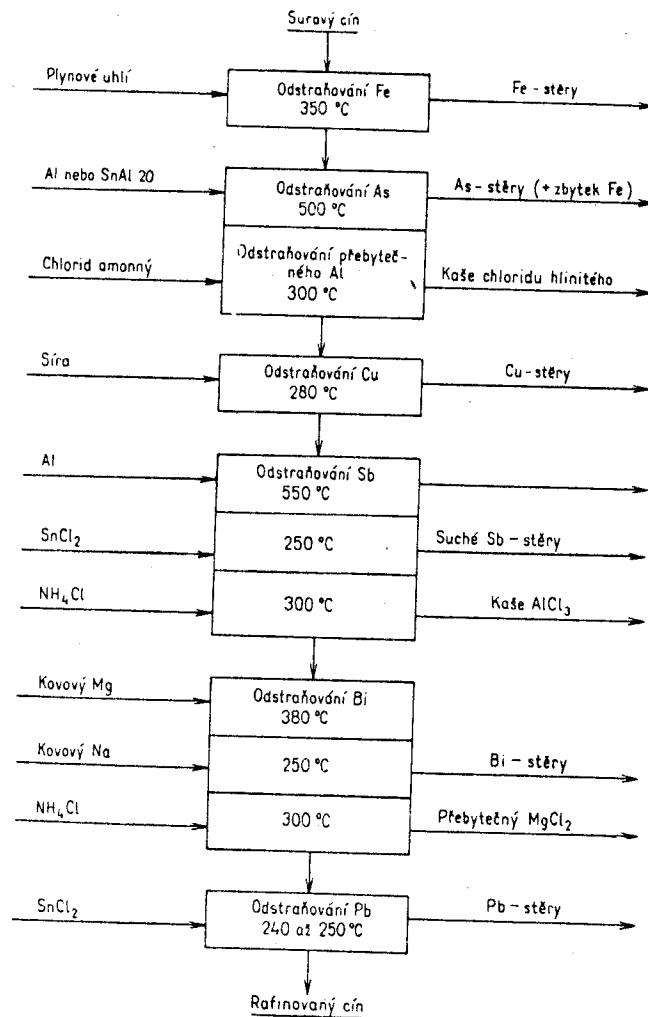 Suravý cín
Plynové uhlí
Odstraňování Fe
350 °C
Fe - stěry
Al nebo SnAl 20
Odstraňování As
500 °C
As - stěry (+ zbytek Fe)
Chlorid amonný
Odstraňování přebyteč-
ného Al
300 °C
Kaše chloridu hlinitého
Síra
Odstraňování Cu
280 °C
Cu - stěry
Al
Odstraňování Sb
550 °C
SnCl₂
250 °C
Suché Sb - stěry
NH₄Cl
300 °C
Kaše AlCl₃
Kovový Mg
Odstraňování Bi
380 °C
Kovový Na
250 °C
Bi - stěry
NH₄Cl
300 °C
Přebytečný MgCl₂
SnCl₂
Odstraňování Pb
240 až 250 °C
Pb - stěry
Rafinovaný cín